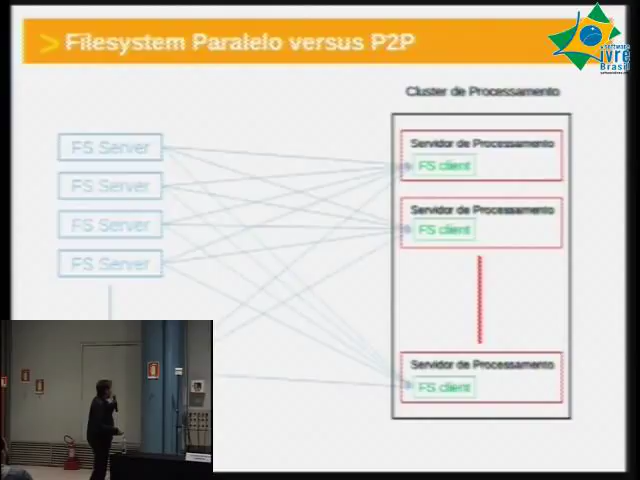 > Filesystem Paralelo versus P2P
software
livre
Brasil
Cluster de Processamento
FS Server
FS Server
FS Server
FS Server
Servidor de Processamento
FS client
Servidor de Processamento
FS client
Servidor de Processamento
FS client